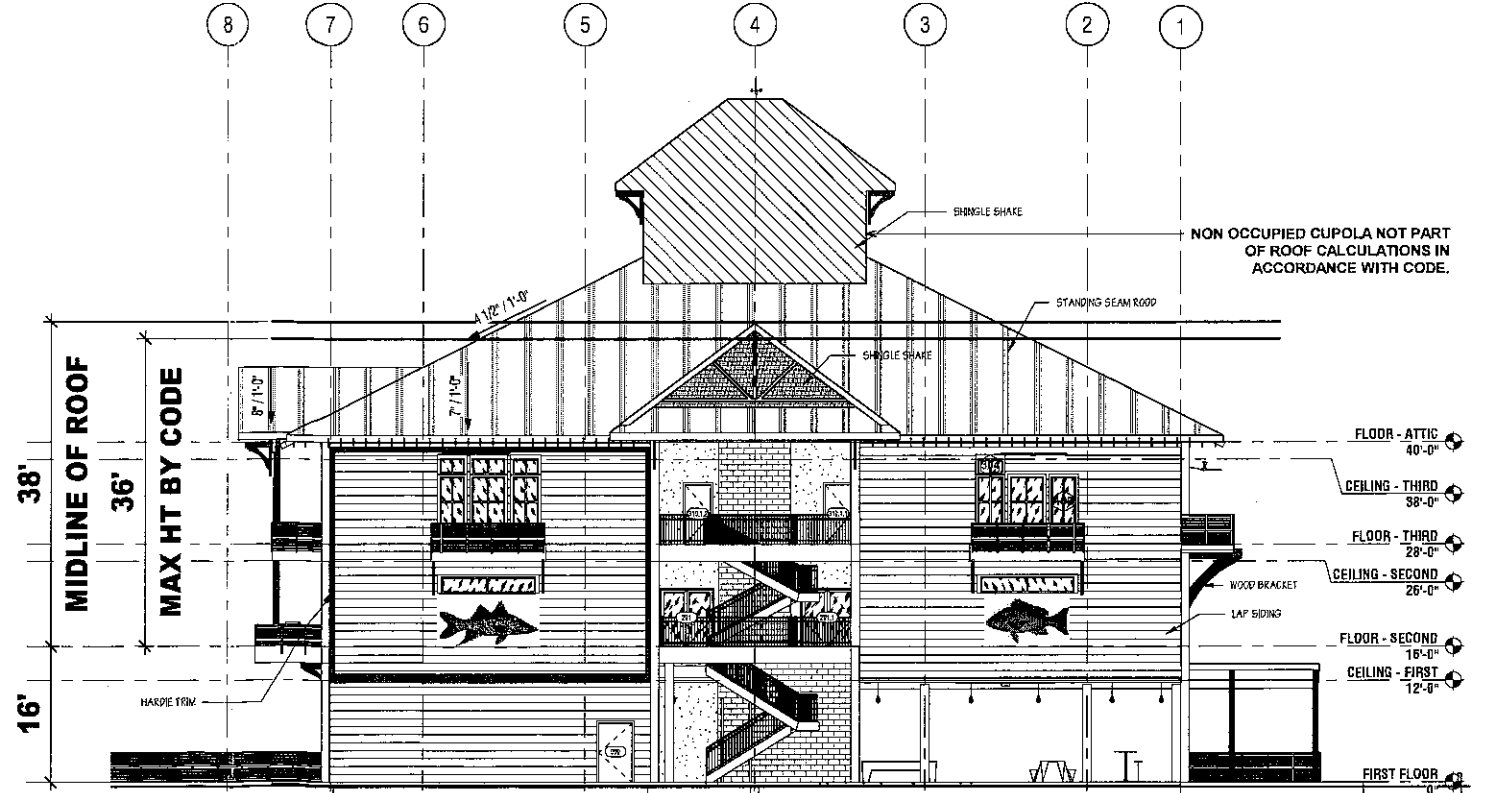 8
7
6
5
4
3
2
1
SHINGLE SHAKE
NON OCCUPIED CUPOLA NOT PART
OF ROOF CALCULATIONS IN
ACCORDANCE WITH CODE.
4 1/2" / 1'-0"
STANDING SEAM ROOD
SHINGLE SHAKE
8" / 1'-0"
7" / 1'-0"
38'
MIDLINE OF ROOF
36'
MAX HT BY CODE
FLOOR - ATTIC
40'-0"
CEILING - THIRD
38'-0"
FLOOR - THIRD
28'-0"
CEILING - SECOND
26'-0"
WOOD BRACKET
LAP SIDING
FLOOR - SECOND
16'-0"
CEILING - FIRST
12'-0"
HARDIE TRIM
16'
FIRST FLOOR